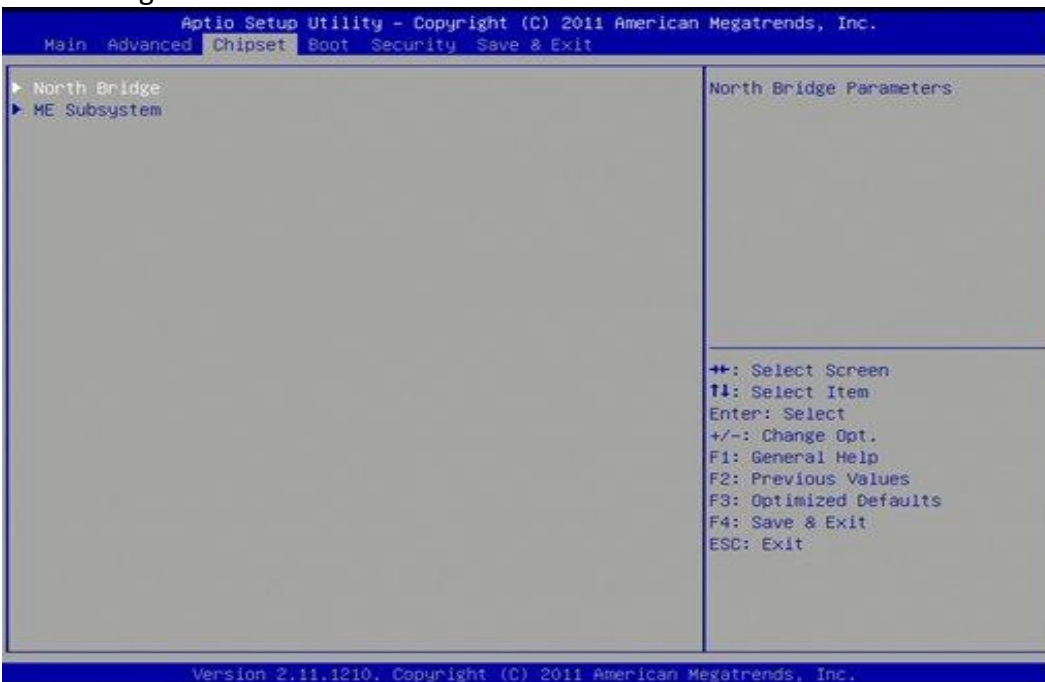 Aptio Setup Utility – Copyright (C) 2011 American Megatrends, Inc.
Main Advanced Chipset Boot Security Save & Exit
▶ North Bridge
▶ ME Subsystem
North Bridge Parameters
→←: Select Screen
↑↓: Select Item
Enter: Select
+/-: Change Opt.
F1: General Help
F2: Previous Values
F3: Optimized Defaults
F4: Save & Exit
ESC: Exit
Version 2.11.1210. Copyright (C) 2011 American Megatrends, Inc.